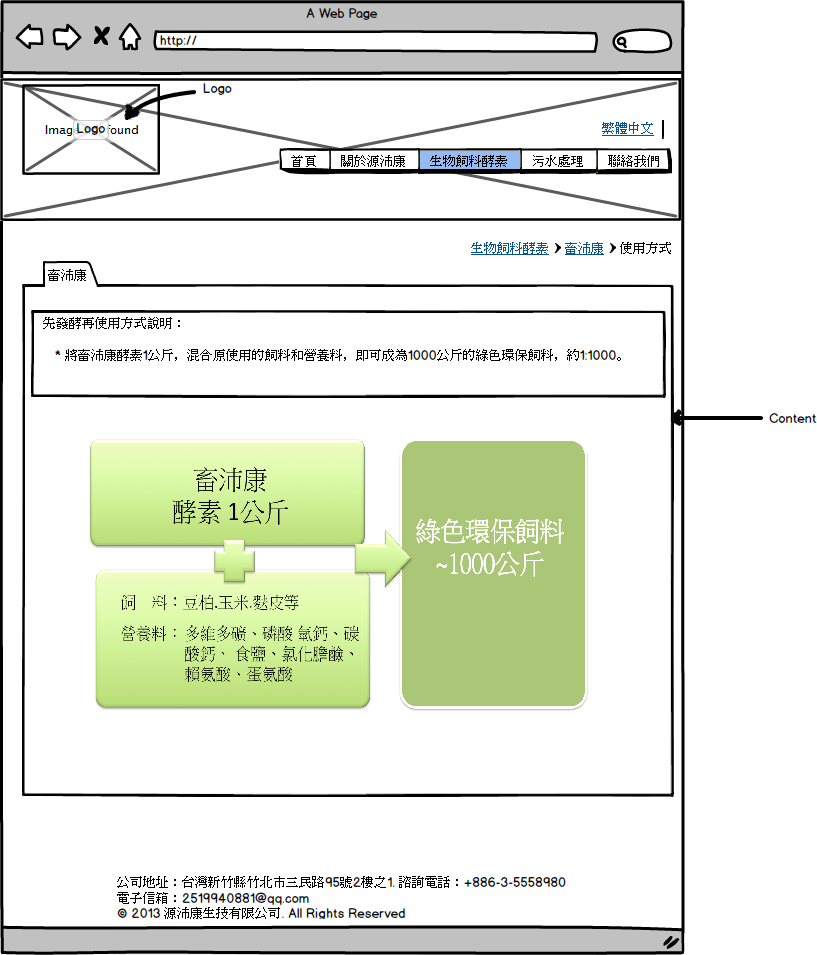 A Web Page
http://
Logo
Logo
繁體中文
首頁
關於源沛康
生物飼料酵素
污水處理
聯絡我們
生物飼料酵素 > 畜沛康 > 使用方式
畜沛康
先發酵再使用方式說明：
* 將畜沛康酵素1公斤，混合原使用的飼料和營養料，即可成為1000公斤的綠色環保飼料，約1:1000。
Content
畜沛康
酵素 1公斤
綠色環保飼料
~1000公斤
飼 料：豆柏.玉米.麩皮等
營養料： 多維多礦、磷酸 氫鈣、碳
酸鈣、 食鹽、氯化膽鹼、
賴氨酸、蛋氨酸
公司地址：台灣新竹縣竹北市三民路95號2樓之1. 諮詢電話：+886-3-5558980
電子信箱：2519940881@qq.com
© 2013 源沛康生技有限公司. All Rights Reserved